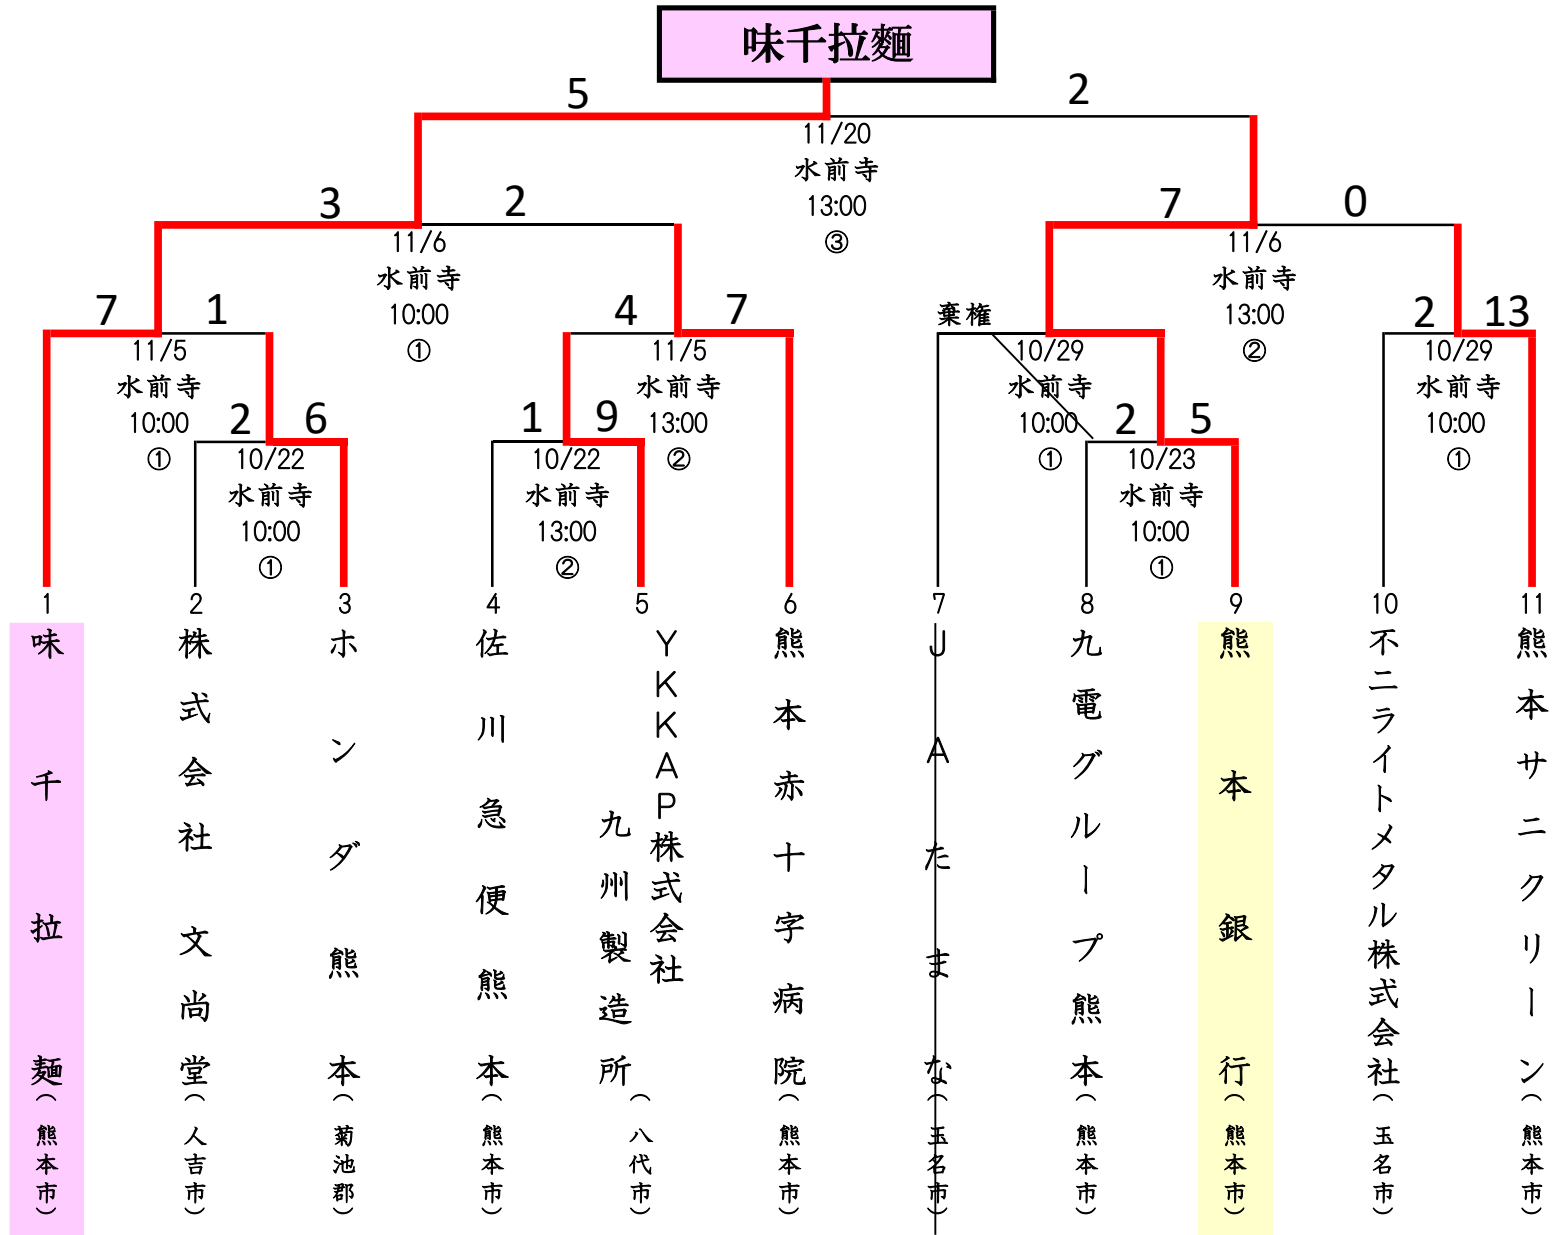 味千拉麵
5
2
11/20
水前寺
13:00
③
3
2
7
0
11/6
水前寺
10:00
①
11/6
水前寺
13:00
②
7
1
4
7
棄権
2
13
11/5
水前寺
10:00
①
11/5
水前寺
13:00
②
10/29
水前寺
10:00
①
10/29
水前寺
10:00
①
2
6
1
9
2
5
10/22
水前寺
10:00
①
10/22
水前寺
13:00
②
10/23
水前寺
10:00
①
1
2
3
4
5
6
7
8
9
10
11
味千拉麺(熊本市)
株式会社 文尚堂(人吉市)
ホンダ熊本(菊池郡)
佐川急便熊本(熊本市)
YKKAP株式会社
九州製造所(八代市)
熊本赤十字病院(熊本市)
JAたまな(玉名市)
九電グループ熊本(熊本市)
熊本銀行(熊本市)
不二ライトメタル株式会社(玉名市)
熊本サニクリーン(熊本市)